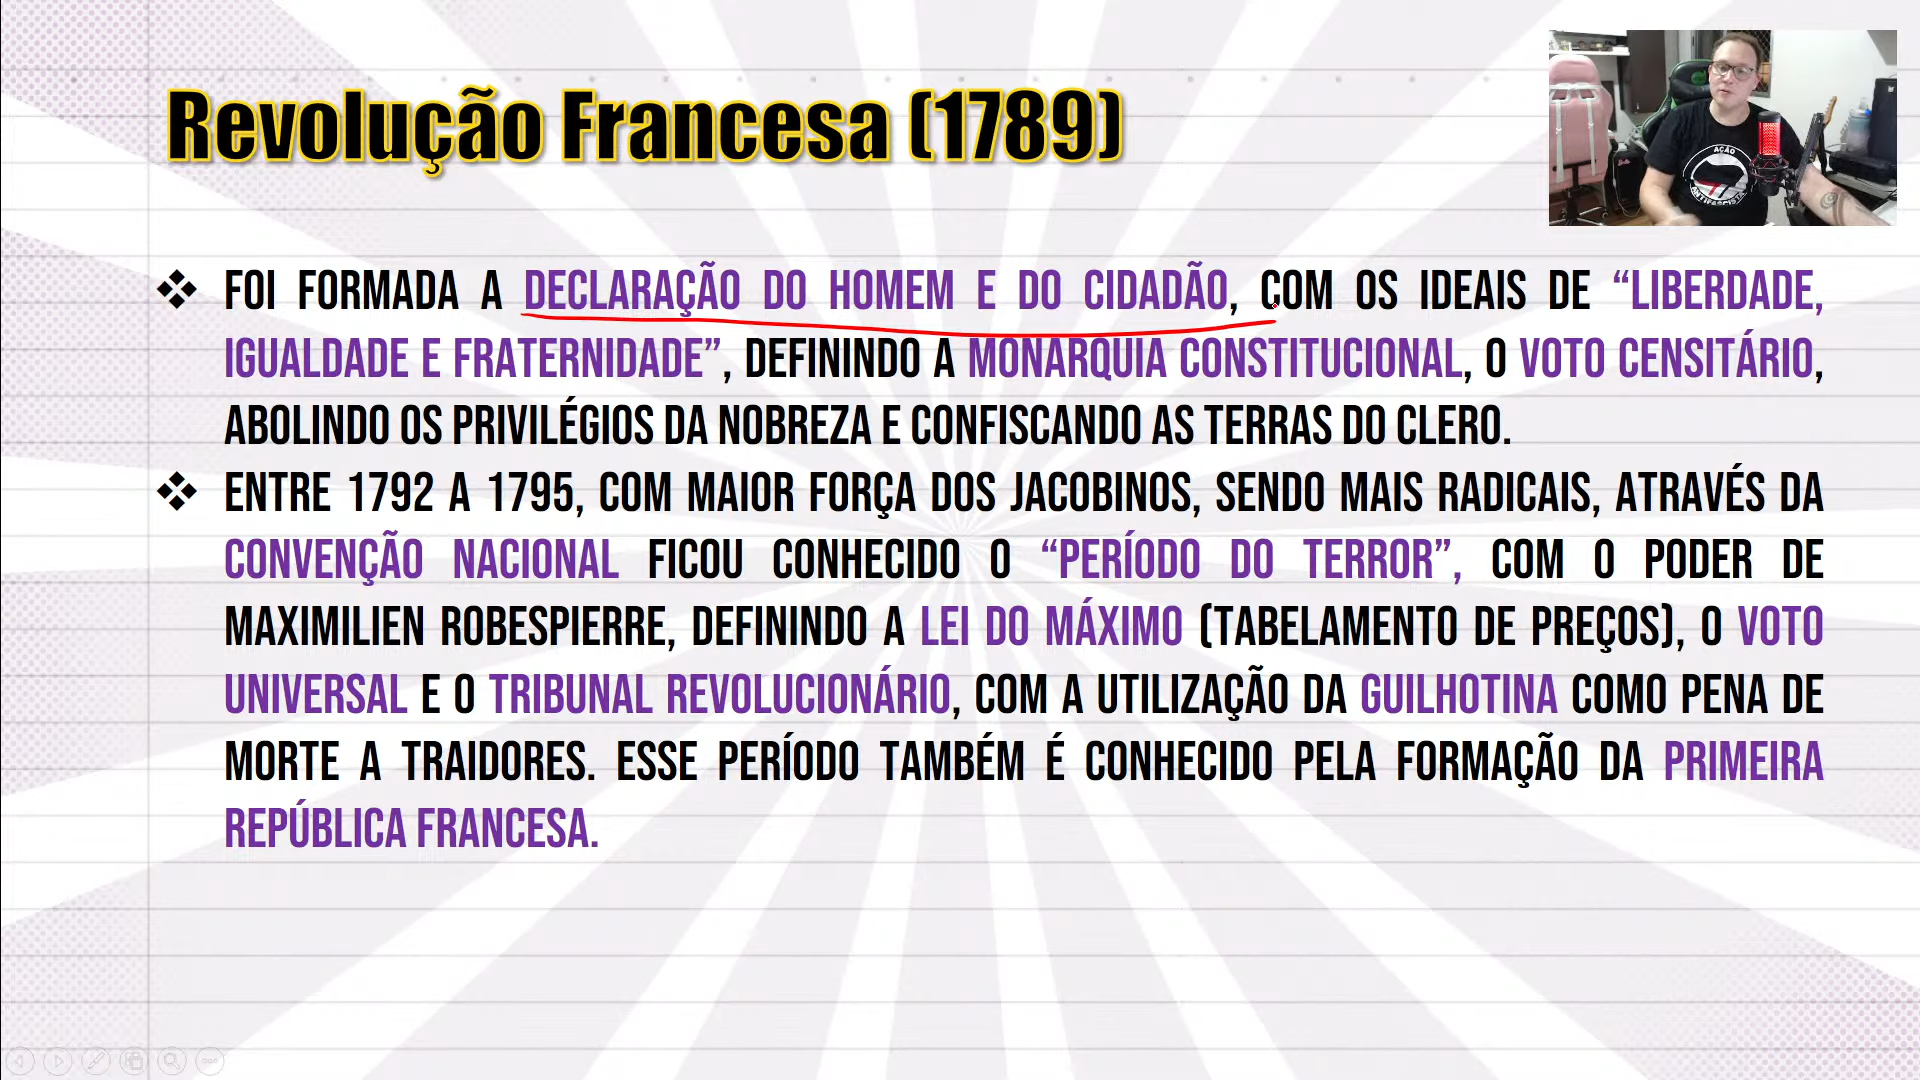 Revolução Francesa (1789)
AÇÃO
ANTIFASCISTA
❖ FOI FORMADA A DECLARAÇÃO DO HOMEM E DO CIDADÃO, COM OS IDEAIS DE “LIBERDADE,
IGUALDADE E FRATERNIDADE”, DEFININDO A MONARQUIA CONSTITUCIONAL, O VOTO CENSITÁRIO,
ABOLINDO OS PRIVILÉGIOS DA NOBREZA E CONFISCANDO AS TERRAS DO CLERO.
❖ ENTRE 1792 A 1795, COM MAIOR FORÇA DOS JACOBINOS, SENDO MAIS RADICAIS, ATRAVÉS DA
CONVENÇÃO NACIONAL FICOU CONHECIDO O “PERÍODO DO TERROR”, COM O PODER DE
MAXIMILIEN ROBESPIERRE, DEFININDO A LEI DO MÁXIMO (TABELAMENTO DE PREÇOS), O VOTO
UNIVERSAL E O TRIBUNAL REVOLUCIONÁRIO, COM A UTILIZAÇÃO DA GUILHOTINA COMO PENA DE
MORTE A TRAIDORES. ESSE PERÍODO TAMBÉM É CONHECIDO PELA FORMAÇÃO DA PRIMEIRA
REPÚBLICA FRANCESA.